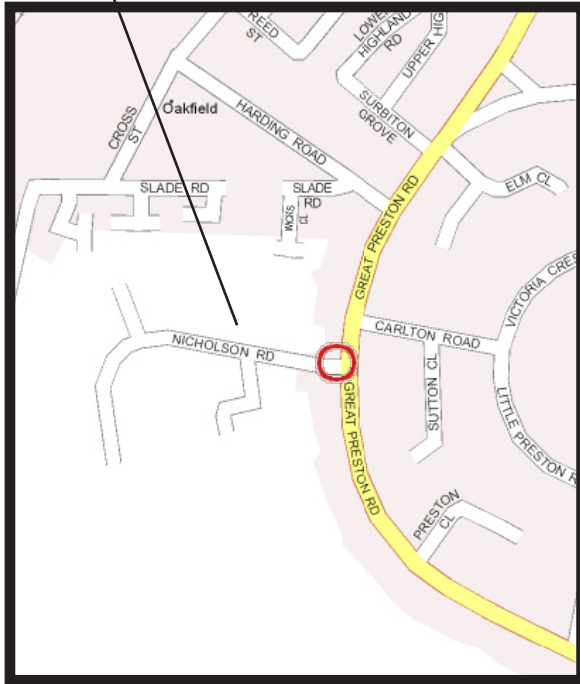 REED
ST
LOWER
HIGHLAND
RD
UPPER HIG
CROSS
ST
Oakfield
HARDING ROAD
SURBITON
GROVE
SLADE RD
SLADE
RD
WICKS
CL
ELM CL
GREAT PRESTON RD
VICTORIA CRES
NICHOLSON RD
CARLTON ROAD
SUTTON CL
GREAT PRESTON RD
LITTLE PRESTON R
PRESTON
CL